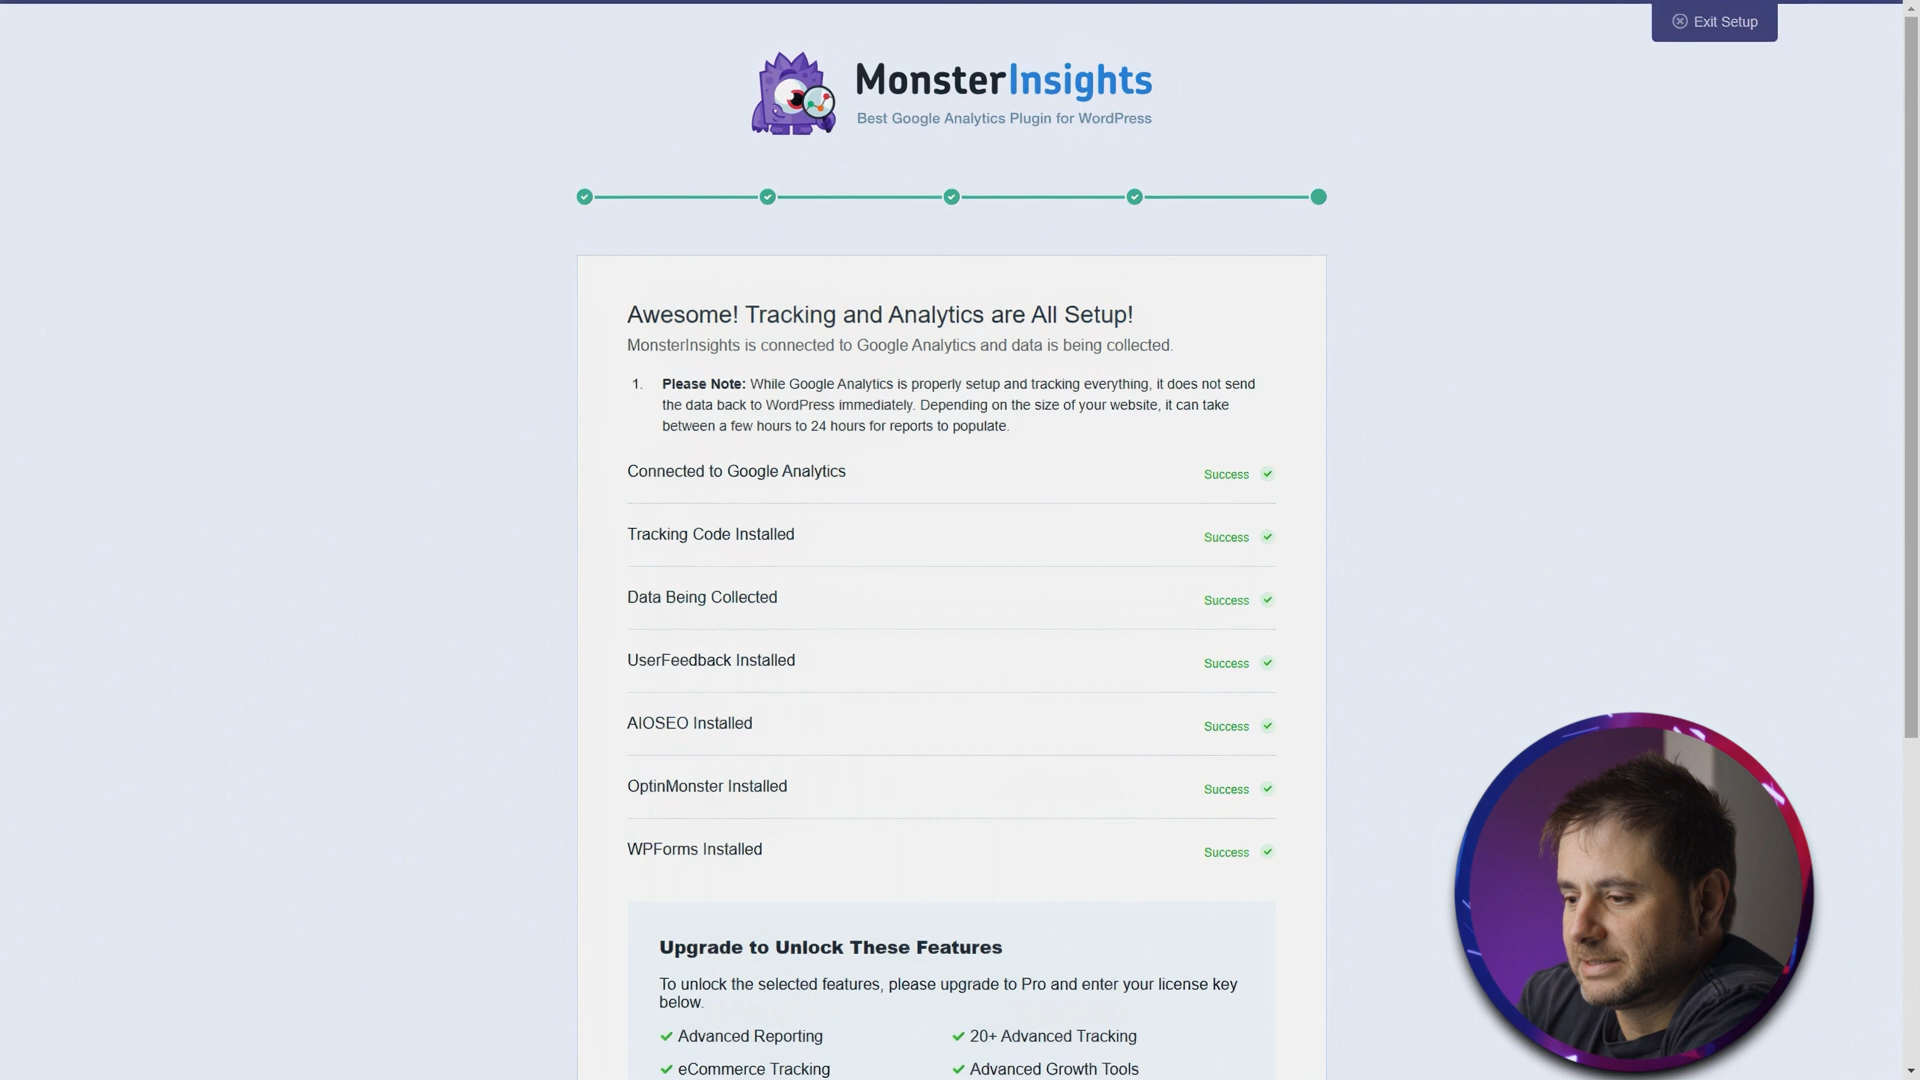 Exit Setup
MonsterInsights
Best Google Analytics Plugin for WordPress
Awesome! Tracking and Analytics are All Setup!
MonsterInsights is connected to Google Analytics and data is being collected.
1. Please Note: While Google Analytics is properly setup and tracking everything, it does not send
the data back to WordPress immediately. Depending on the size of your website, it can take
between a few hours to 24 hours for reports to populate.
Connected to Google Analytics Success
Tracking Code Installed Success
Data Being Collected Success
UserFeedback Installed Success
AIOSEO Installed Success
OptinMonster Installed Success
WPForms Installed Success
Upgrade to Unlock These Features
To unlock the selected features, please upgrade to Pro and enter your license key
below.
Advanced Reporting 20+ Advanced Tracking
eCommerce Tracking Advanced Growth Tools